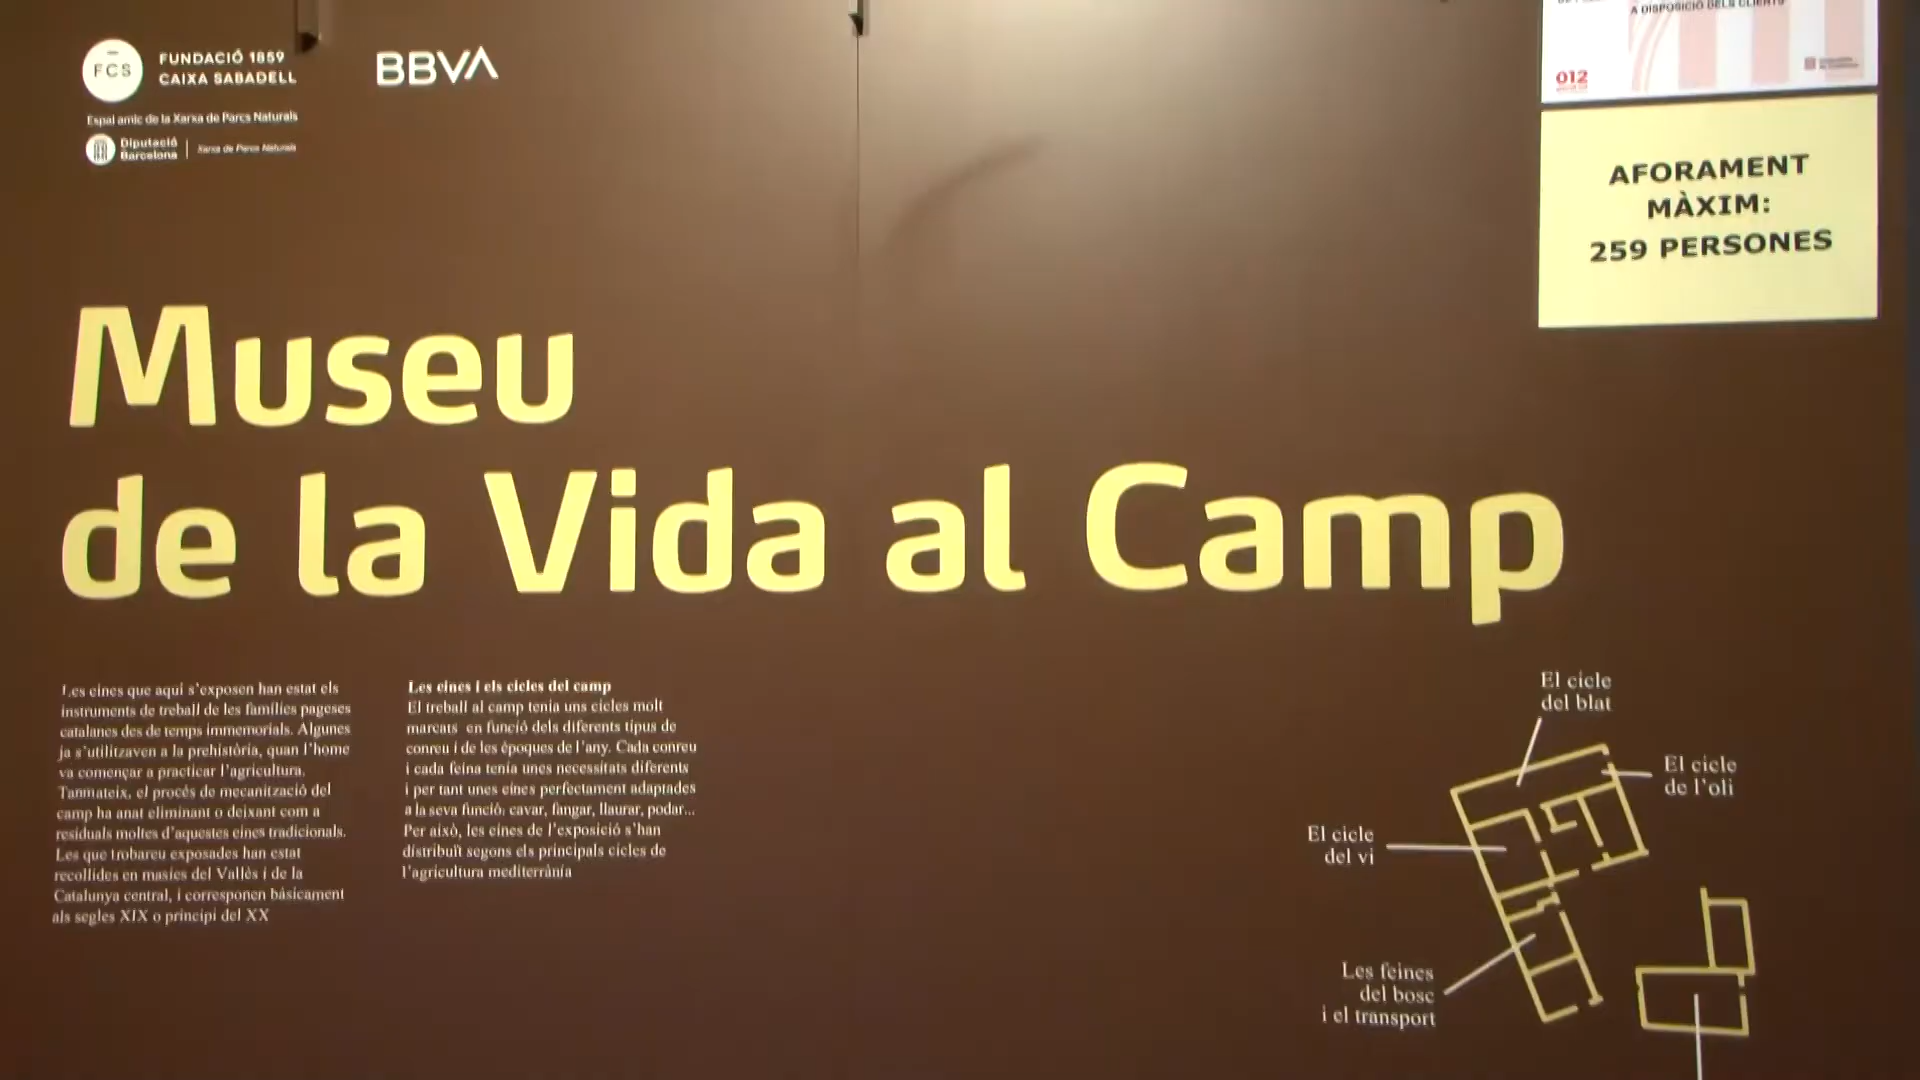 FCS
FUNDACIÓ 1859
CAIXA SABADELL
BBVA
Espai amic de la Xarxa de Parcs Naturals
Diputació
Barcelona
Xarxa de Parcs Naturals
A DISPOSICIÓ DELS CLIENTS
012
AFORAMENT
MÀXIM:
259 PERSONES
Museu
de la Vida al Camp
Les eines que aquí s'exposen han estat els
instruments de treball de les famílies pageses
catalanes des de temps immemorials. Algunes
ja s'utilitzaven a la prehistòria, quan l'home
va començar a practicar l'agricultura.
Tanmateix, el procés de mecanització del
camp ha anat eliminant o deixant com a
residuals moltes d'aquestes eines tradicionals.
Les que trobareu exposades han estat
recollides en masies del Vallès i de la
Catalunya central, i corresponen bàsicament
als segles XIX o principi del XX
Les eines i els cicles del camp
El treball al camp tenia uns cicles molt
marcats en funció dels diferents tipus de
conreu i de les èpoques de l'any. Cada conreu
i cada feina tenia unes necessitats diferents
i per tant unes eines perfectament adaptades
a la seva funció: cavar, fangar, llaurar, podar...
Per això, les eines de l'exposició s'han
distribuït segons els principals cicles de
l'agricultura mediterrània
El cicle
del blat
El cicle
de l'oli
El cicle
del vi
Les feines
del bosc
i el transport